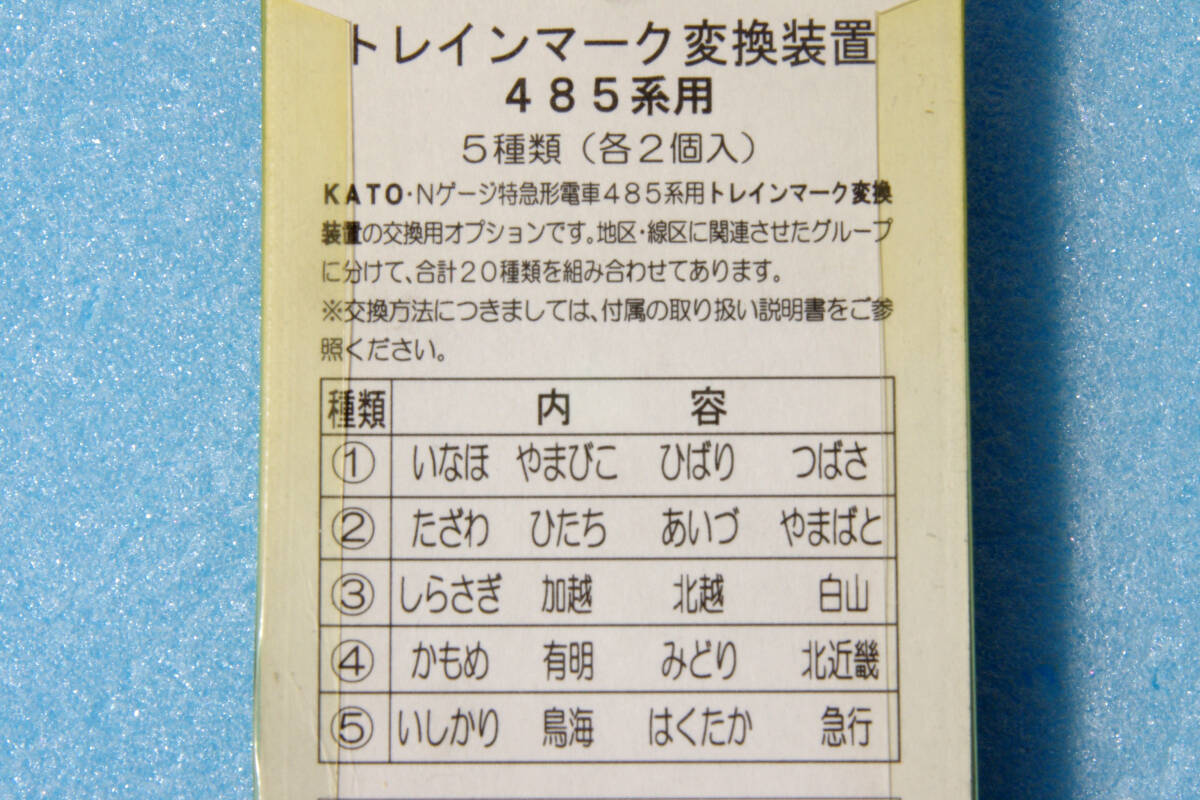 トレインマーク変換装置
485系用
5種類(各2個入)
KATO・Nゲージ特急形電車485系用トレインマーク変換
装置の交換用オプションです。地区・線区に関連させたグループ
に分けて、合計20種類を組み合わせてあります。
※交換方法につきましては、付属の取り扱い説明書をご参
照ください。
種類 内容
① いなほ やまびこ ひばり つばさ
② たざわ ひたち あいづ やまばと
③ しらさぎ 加越 北越 白山
④ かもめ 有明 みどり 北近畿
⑤ いしかり 鳥海 はくたか 急行